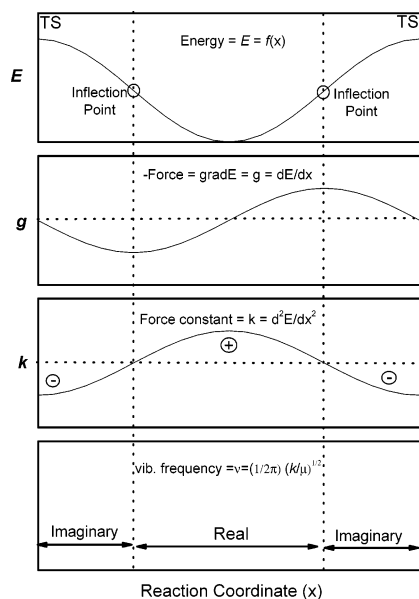 TS TS
Energy = E = f(x)
E
Inflection Point
Inflection Point
-Force = gradE = g = dE/dx
g
Force constant = k = d²E/dx²
k
- + -
vib. frequency =ν=(1/2π) (k/μ)^1/2
Imaginary Real Imaginary
Reaction Coordinate (x)